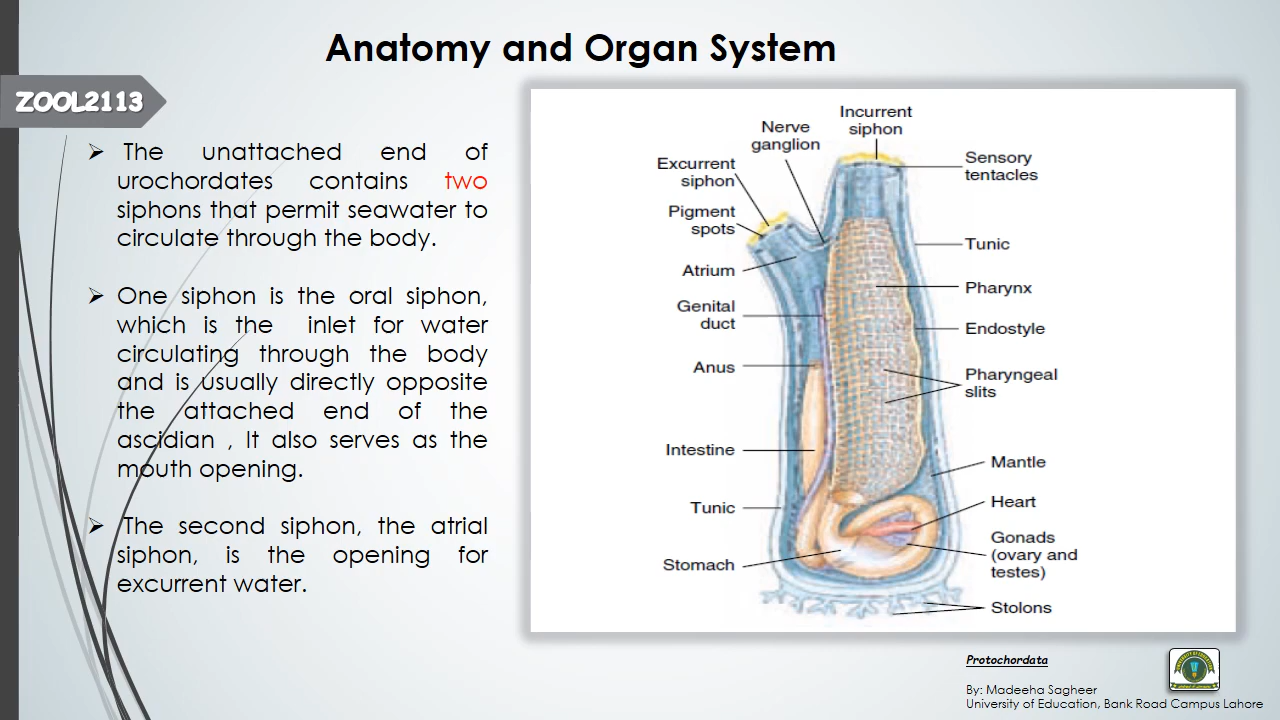 Anatomy and Organ System
ZOOL2113
➢ The unattached end of
urochordates contains two
siphons that permit seawater to
circulate through the body.
➢ One siphon is the oral siphon,
which is the inlet for water
circulating through the body
and is usually directly opposite
the attached end of the
ascidian , It also serves as the
mouth opening.
➢ The second siphon, the atrial
siphon, is the opening for
excurrent water.
Incurrent
siphon
Nerve
ganglion
Excurrent
siphon
Pigment
spots
Atrium
Genital
duct
Anus
Intestine
Tunic
Stomach
Sensory
tentacles
Tunic
Pharynx
Endostyle
Pharyngeal
slits
Mantle
Heart
Gonads
(ovary and
testes)
Stolons
Protochordata
By: Madeeha Sagheer
University of Education, Bank Road Campus Lahore